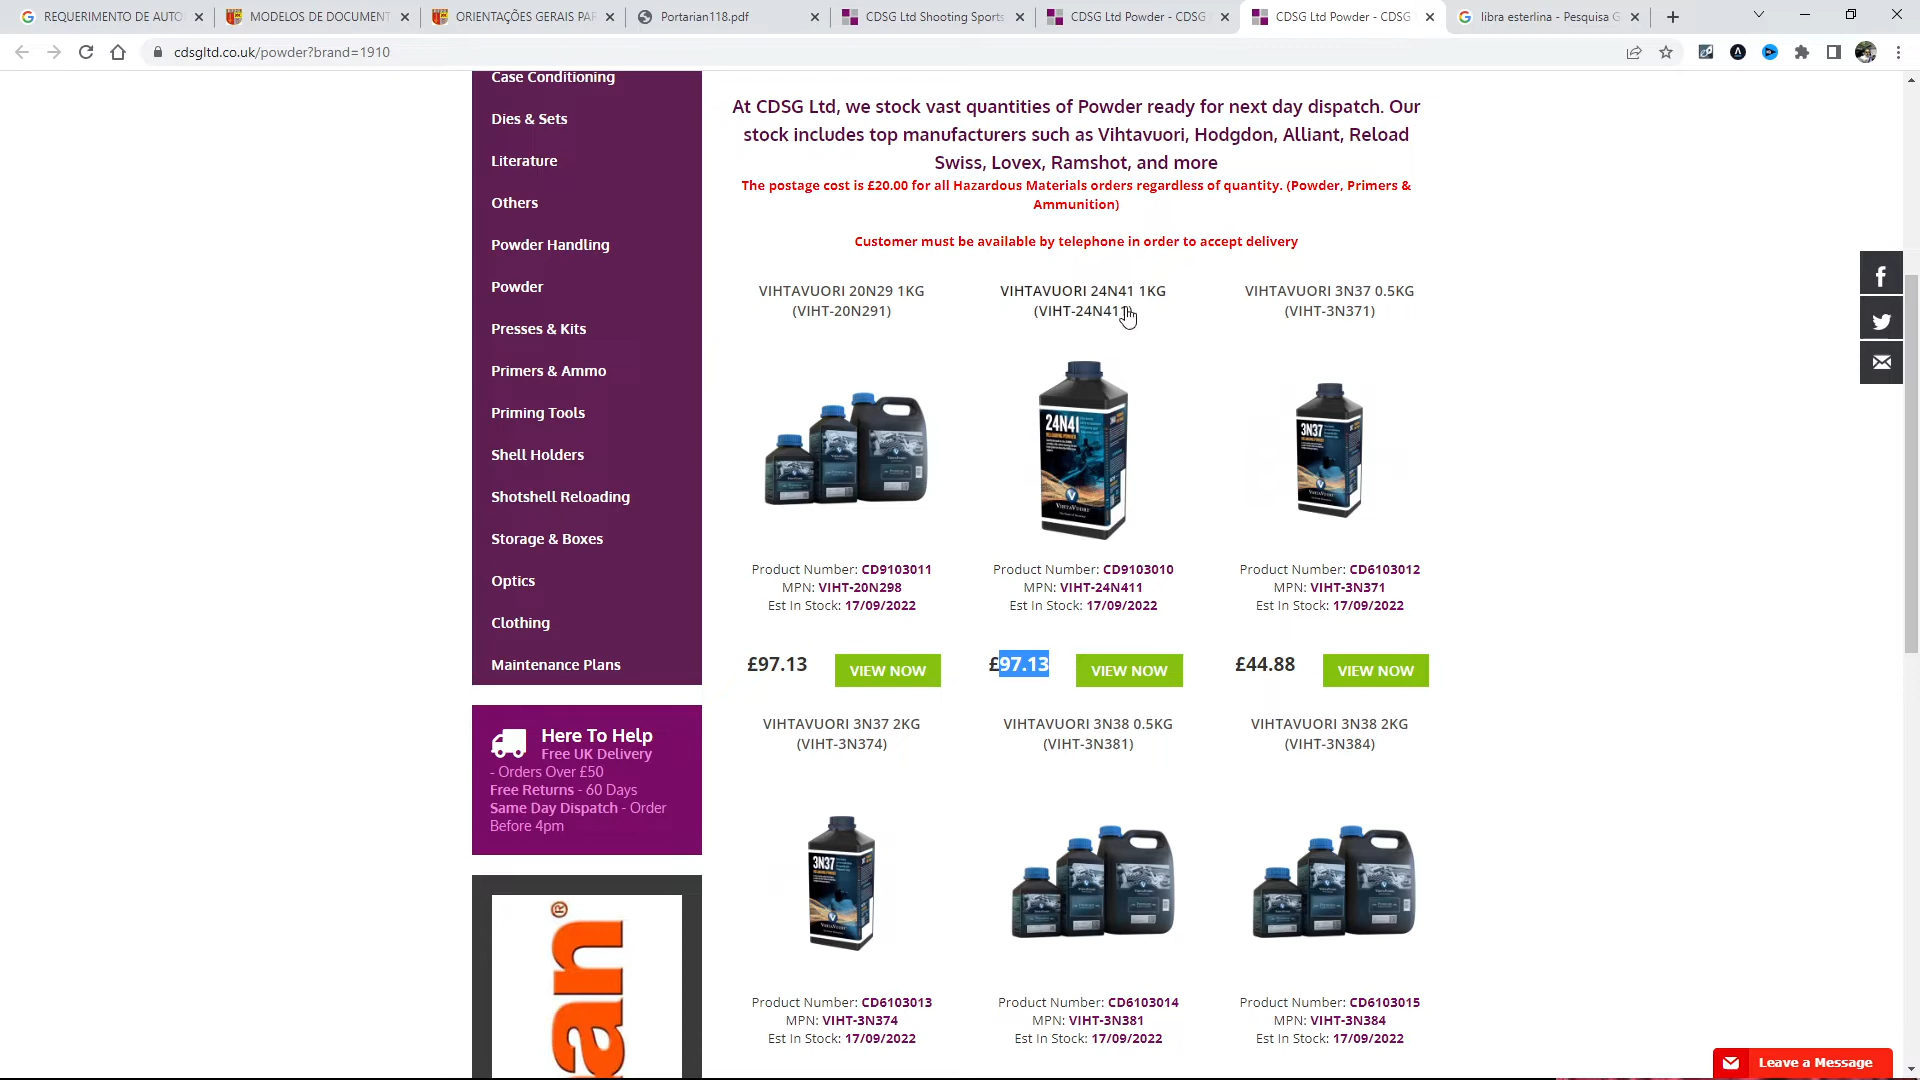 REQUERIMENTO DE AUTO
MODELOS DE DOCUMENT
ORIENTAÇÕES GERAIS PAR
Portarian118.pdf
CDSG Ltd Shooting Sports
CDSG Ltd Powder - CDSG
CDSG Ltd Powder - CDSG
libra esterlina - Pesquisa G
cdsgltd.co.uk/powder?brand=1910
Case Conditioning
Dies & Sets
Literature
Others
Powder Handling
Powder
Presses & Kits
Primers & Ammo
Priming Tools
Shell Holders
Shotshell Reloading
Storage & Boxes
Optics
Clothing
Maintenance Plans
Here To Help
Free UK Delivery
- Orders Over £50
Free Returns - 60 Days
Same Day Dispatch - Order
Before 4pm
an®
At CDSG Ltd, we stock vast quantities of Powder ready for next day dispatch. Our
stock includes top manufacturers such as Vihtavuori, Hodgdon, Alliant, Reload
Swiss, Lovex, Ramshot, and more
The postage cost is £20.00 for all Hazardous Materials orders regardless of quantity. (Powder, Primers &
Ammunition)
Customer must be available by telephone in order to accept delivery
VIHTAVUORI 20N29 1KG
(VIHT-20N291)
VIHTAVUORI 24N41 1KG
(VIHT-24N411)
VIHTAVUORI 3N37 0.5KG
(VIHT-3N371)
24N41
RELOADING POWDER
VIHTAVUORI
3N37
RELOADING POWDER
VIHTAVUORI
Product Number: CD9103011
MPN: VIHT-20N298
Est In Stock: 17/09/2022
Product Number: CD9103010
MPN: VIHT-24N411
Est In Stock: 17/09/2022
Product Number: CD6103012
MPN: VIHT-3N371
Est In Stock: 17/09/2022
£97.13
VIEW NOW
£97.13
VIEW NOW
£44.88
VIEW NOW
VIHTAVUORI 3N37 2KG
(VIHT-3N374)
VIHTAVUORI 3N38 0.5KG
(VIHT-3N381)
VIHTAVUORI 3N38 2KG
(VIHT-3N384)
3N37
RELOADING POWDER
VIHTAVUORI
Product Number: CD6103013
MPN: VIHT-3N374
Est In Stock: 17/09/2022
Product Number: CD6103014
MPN: VIHT-3N381
Est In Stock: 17/09/2022
Product Number: CD6103015
MPN: VIHT-3N384
Est In Stock: 17/09/2022
Leave a Message